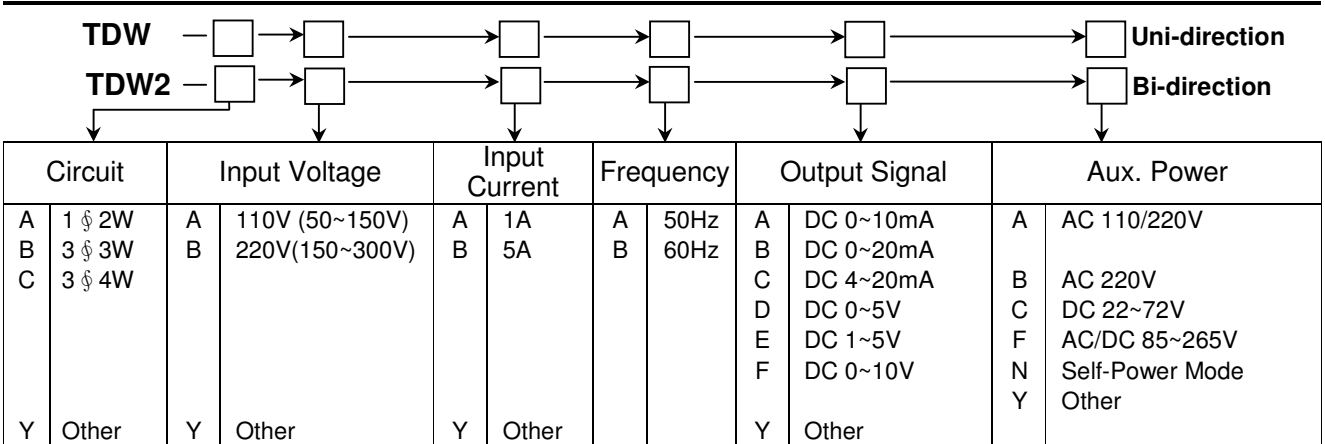 TDW — Uni-direction
TDW2 — Bi-direction
Circuit Input Voltage Input Current Frequency Output Signal Aux. Power
A 1 ∮ 2W A 110V (50~150V) A 1A A 50Hz A DC 0~10mA A AC 110/220V
B 3 ∮ 3W B 220V(150~300V) B 5A B 60Hz B DC 0~20mA
C 3 ∮ 4W C DC 4~20mA B AC 220V
D DC 0~5V C DC 22~72V
E DC 1~5V F AC/DC 85~265V
F DC 0~10V N Self-Power Mode
Y Other
Y Other Y Other Y Other Y Other